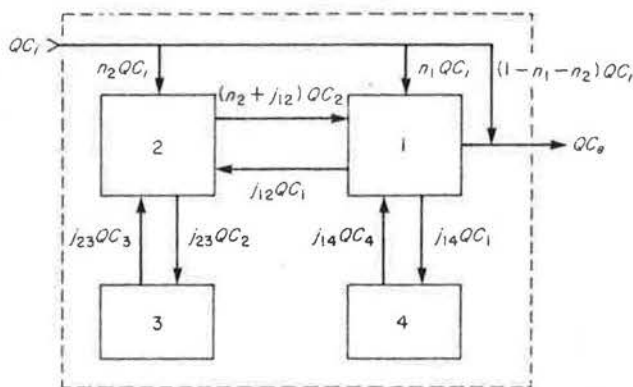 QCᵢ
n₂QCᵢ
n₁QCᵢ
(1−n₁−n₂)QCᵢ
(n₂+j₁₂)QC₂
2
1
QCₑ
j₁₂QC₁
j₂₃QC₃
j₂₃QC₂
j₁₄QC₄
j₁₄QC₁
3
4